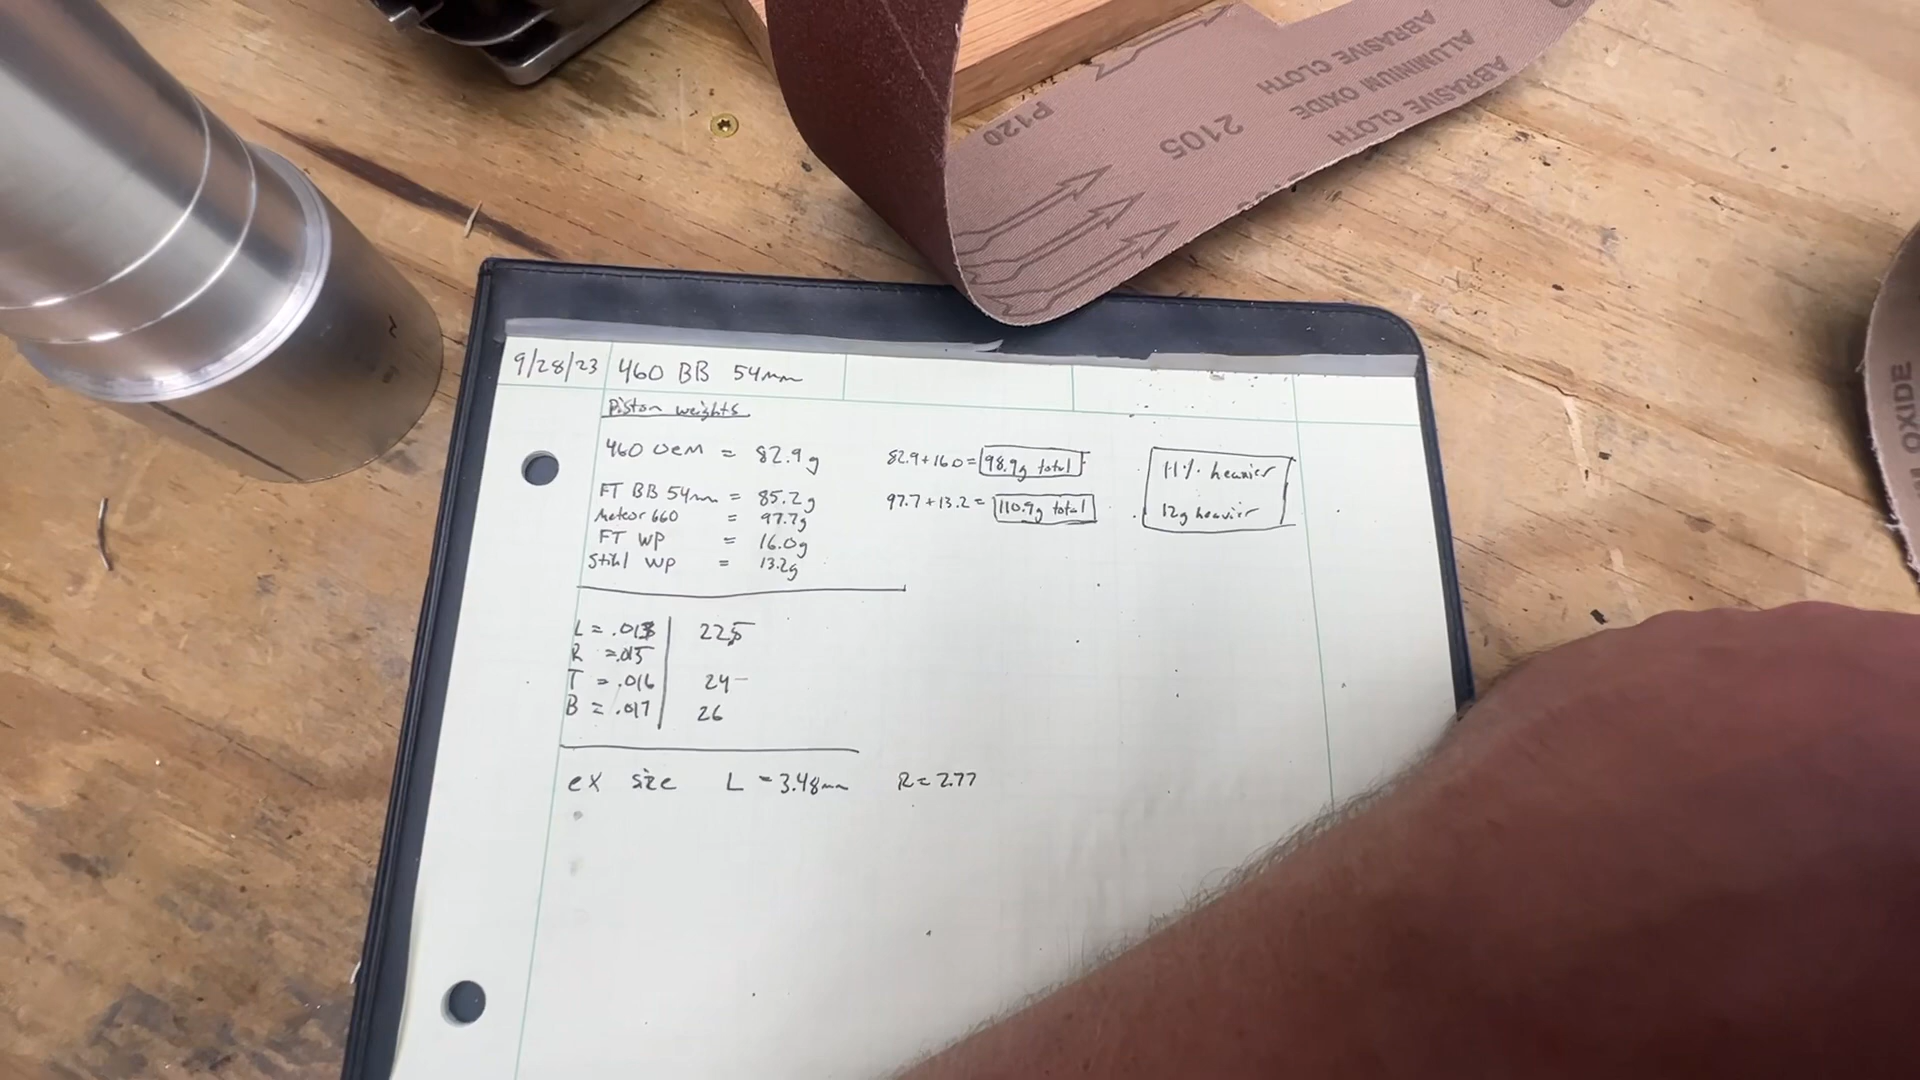 P120
2105
ALUMINIUM OXIDE
ABRASIVE CLOTH
ABRASIVE CLOTH
OXIDE
9/28/23 460 BB 54mm
Piston weights
460 OEM = 82.9g 82.9+16.0= 98.9g total 11% heavier
FT BB 54mm = 85.2g 97.7+13.2= 110.9g total 12g heavier
Meteor 660 = 97.7g
FT WP = 16.0g
Stihl WP = 13.2g
L = .013 225
R = .015
T = .016 24
B = .017 26
ex size L = 3.48mm R = 2.77